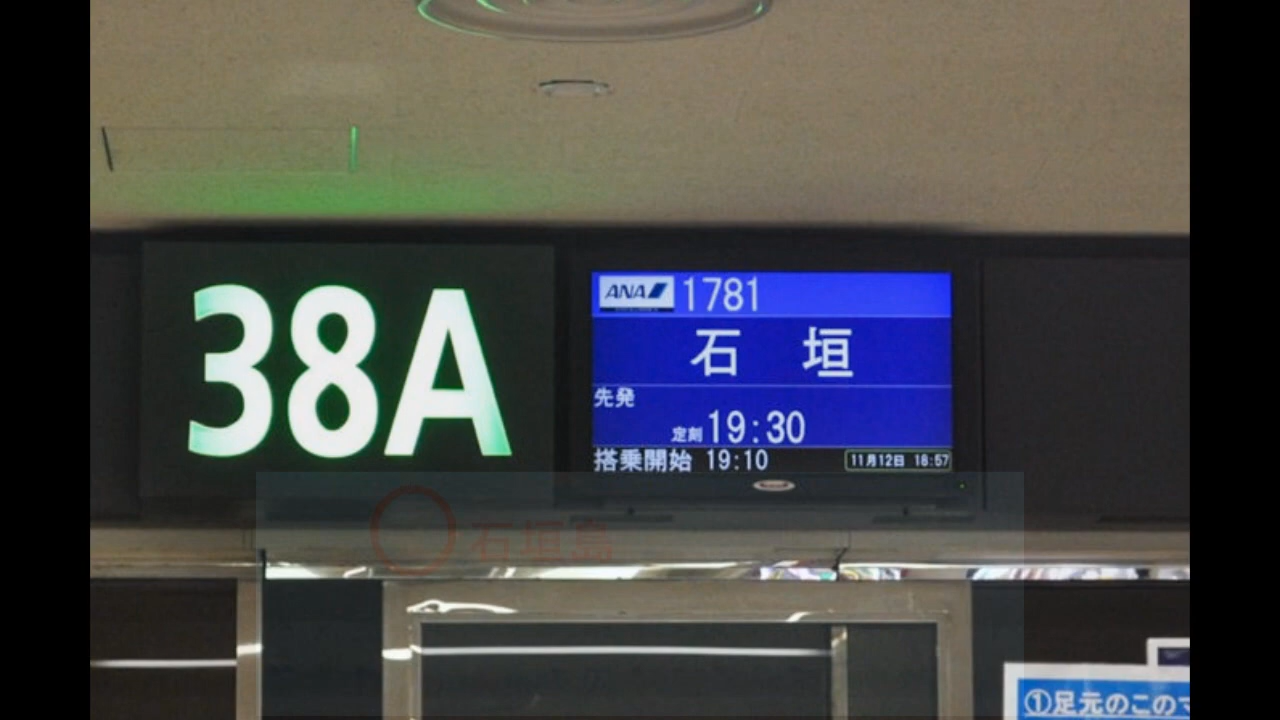 38A
ANA 1781
石垣
先発
定刻 19:30
搭乗開始 19:10
11月12日 18:57
石垣島
①足元のこのマ